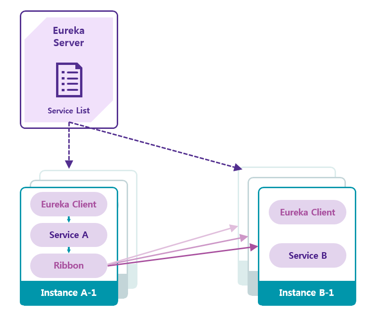 Eureka
Server
Service List
Eureka Client
Service A
Ribbon
Instance A-1
Eureka Client
Service B
Instance B-1